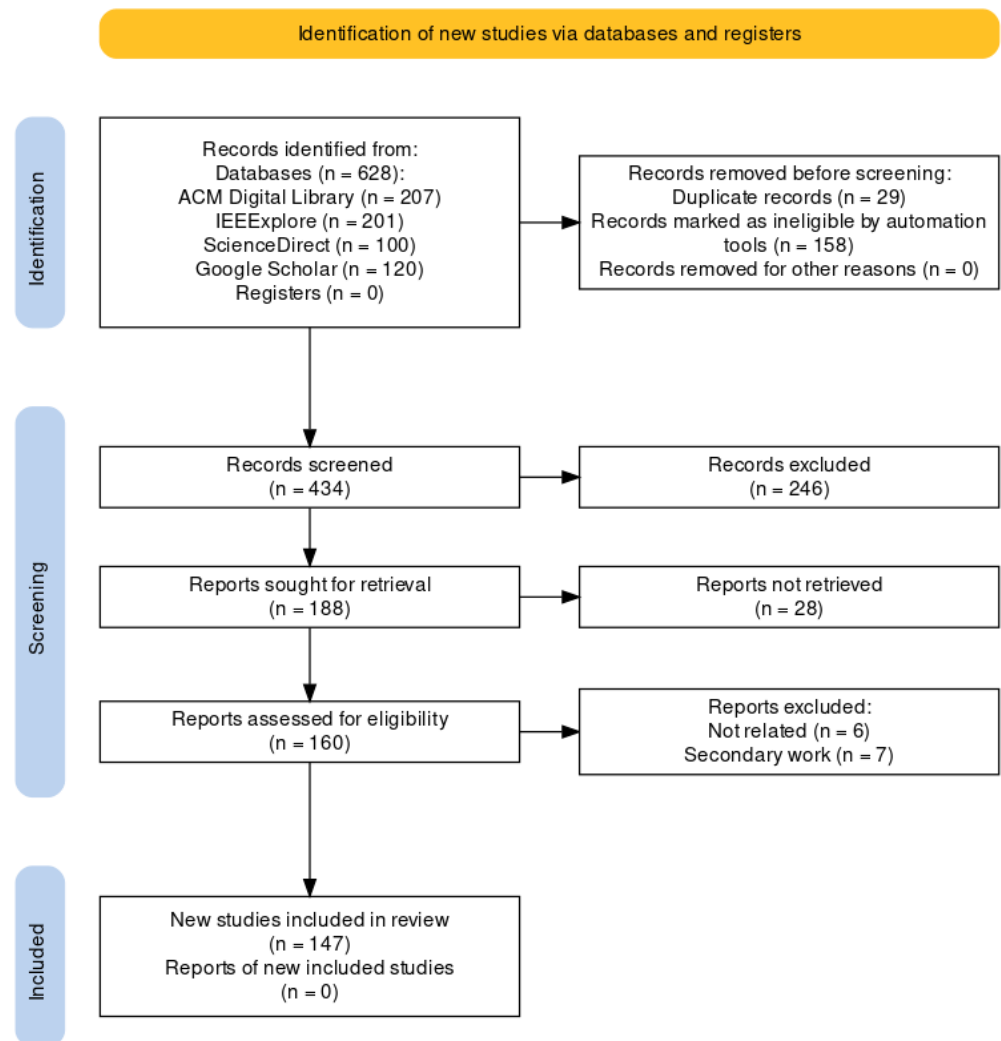 Identification of new studies via databases and registers
Identification
Records identified from:
Databases (n = 628):
ACM Digital Library (n = 207)
IEEExplore (n = 201)
ScienceDirect (n = 100)
Google Scholar (n = 120)
Registers (n = 0)
Records removed before screening:
Duplicate records (n = 29)
Records marked as ineligible by automation
tools (n = 158)
Records removed for other reasons (n = 0)
Screening
Records screened
(n = 434)
Records excluded
(n = 246)
Reports sought for retrieval
(n = 188)
Reports not retrieved
(n = 28)
Reports assessed for eligibility
(n = 160)
Reports excluded:
Not related (n = 6)
Secondary work (n = 7)
Included
New studies included in review
(n = 147)
Reports of new included studies
(n = 0)